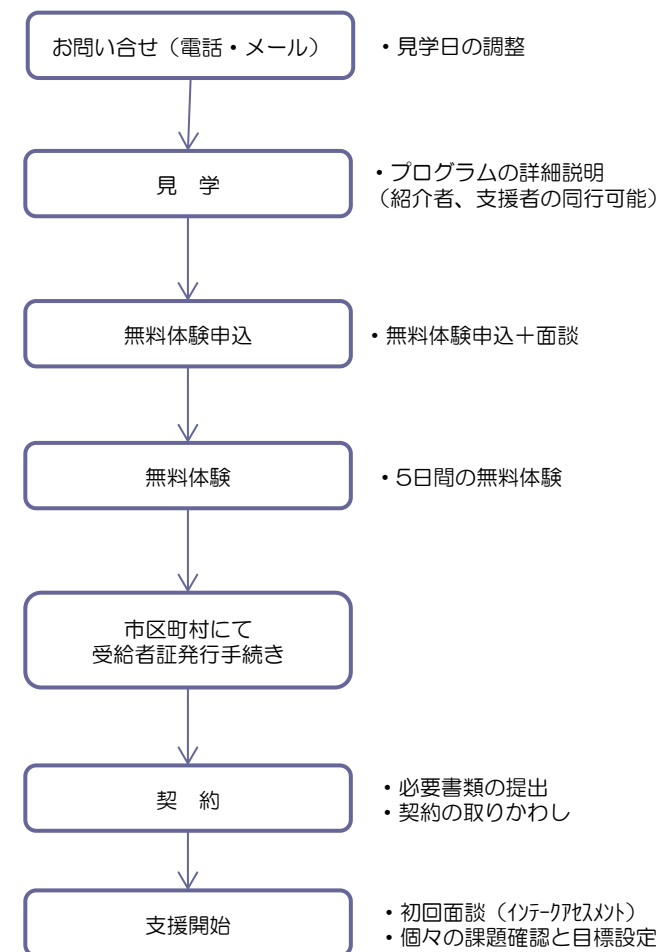 お問い合せ（電話・メール）
・見学日の調整
見　学
・プログラムの詳細説明
（紹介者、支援者の同行可能）
無料体験申込
・無料体験申込＋面談
無料体験
・5日間の無料体験
市区町村にて
受給者証発行手続き
契　約
・必要書類の提出
・契約の取りかわし
支援開始
・初回面談（ｲﾝﾃｰｸｱｾｽﾒﾝﾄ）
・個々の課題確認と目標設定